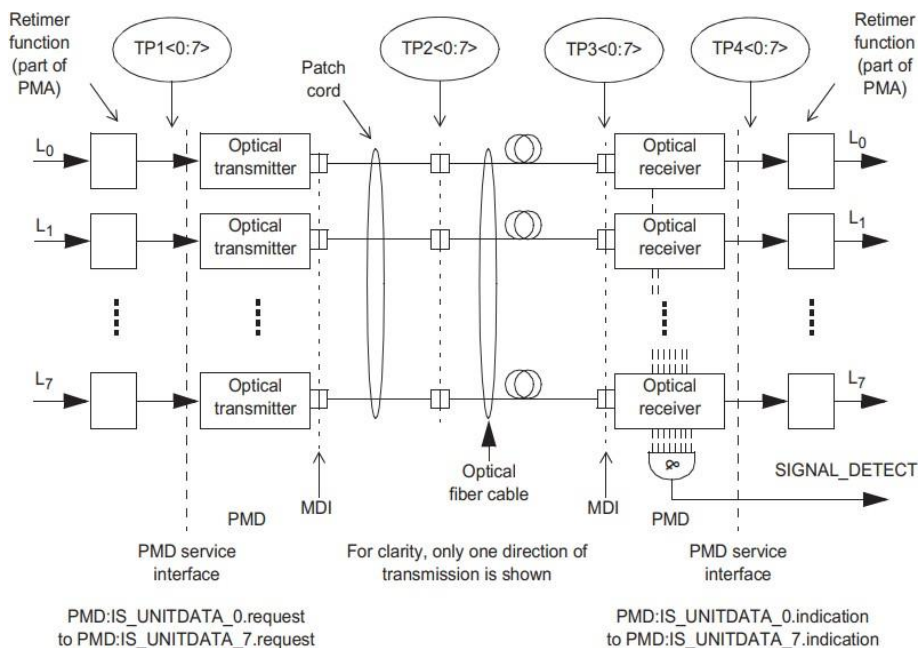 Retimer
function
(part of
PMA)
TP1<0:7>
Patch
cord
TP2<0:7>
TP3<0:7>
TP4<0:7>
Retimer
function
(part of
PMA)
L0
Optical
transmitter
Optical
receiver
L0
L1
Optical
transmitter
Optical
receiver
L1
L7
Optical
transmitter
Optical
receiver
L7
&
SIGNAL_DETECT
Optical
fiber cable
MDI
MDI
PMD
PMD
PMD service
interface
For clarity, only one direction of
transmission is shown
PMD service
interface
PMD:IS_UNITDATA_0.request
to PMD:IS_UNITDATA_7.request
PMD:IS_UNITDATA_0.indication
to PMD:IS_UNITDATA_7.indication